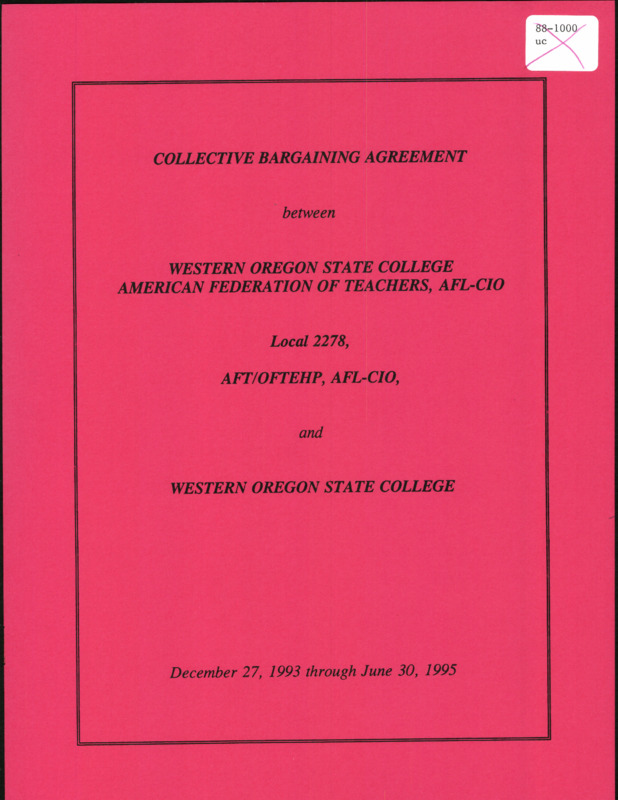 88-1000
uc
COLLECTIVE BARGAINING AGREEMENT
between
WESTERN OREGON STATE COLLEGE
AMERICAN FEDERATION OF TEACHERS, AFL-CIO
Local 2278,
AFT/OFTEHP, AFL-CIO,
and
WESTERN OREGON STATE COLLEGE
December 27, 1993 through June 30, 1995